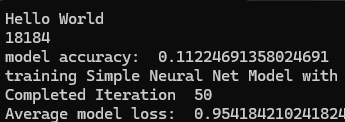 Hello World
18184
model accuracy:  0.11224691358024691
training Simple Neural Net Model with
Completed Iteration  50
Average model loss:  0.954184210241824